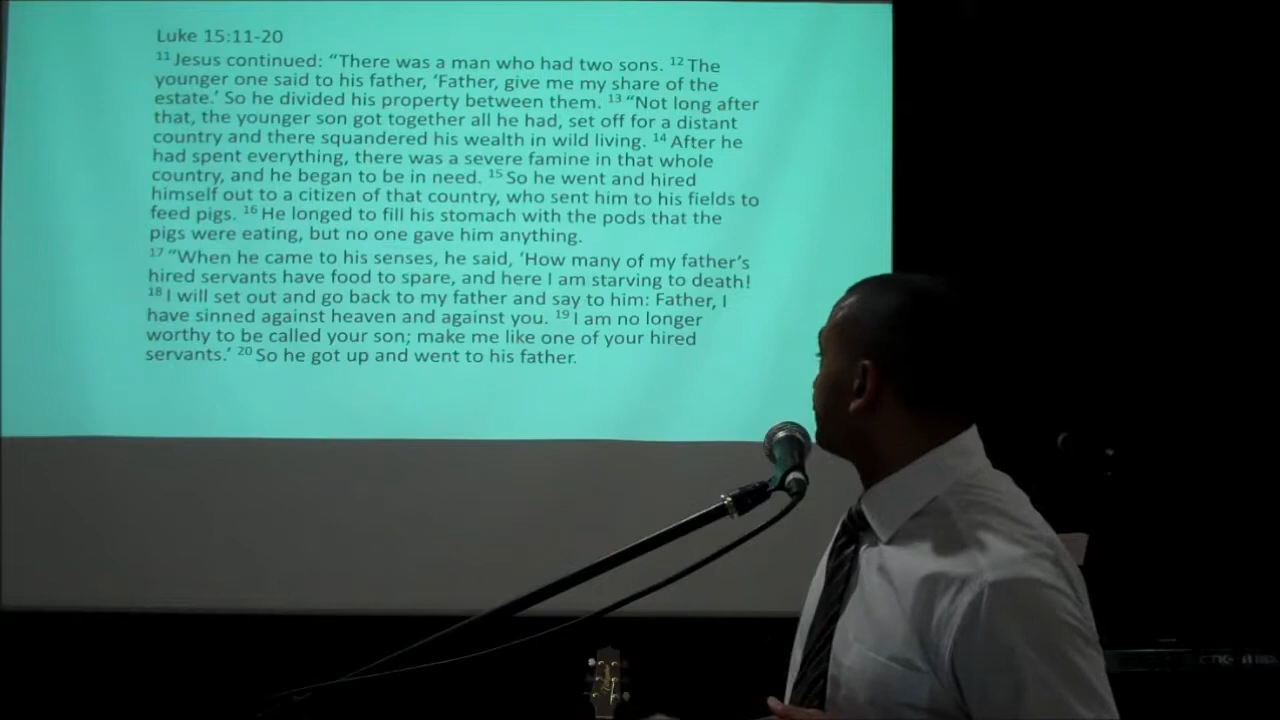 Luke 15:11-20
¹¹ Jesus continued: “There was a man who had two sons. ¹² The
younger one said to his father, ‘Father, give me my share of the
estate.’ So he divided his property between them. ¹³ “Not long after
that, the younger son got together all he had, set off for a distant
country and there squandered his wealth in wild living. ¹⁴ After he
had spent everything, there was a severe famine in that whole
country, and he began to be in need. ¹⁵ So he went and hired
himself out to a citizen of that country, who sent him to his fields to
feed pigs. ¹⁶ He longed to fill his stomach with the pods that the
pigs were eating, but no one gave him anything.
¹⁷ “When he came to his senses, he said, ‘How many of my father’s
hired servants have food to spare, and here I am starving to death!
¹⁸ I will set out and go back to my father and say to him: Father, I
have sinned against heaven and against you. ¹⁹ I am no longer
worthy to be called your son; make me like one of your hired
servants.’ ²⁰ So he got up and went to his father.